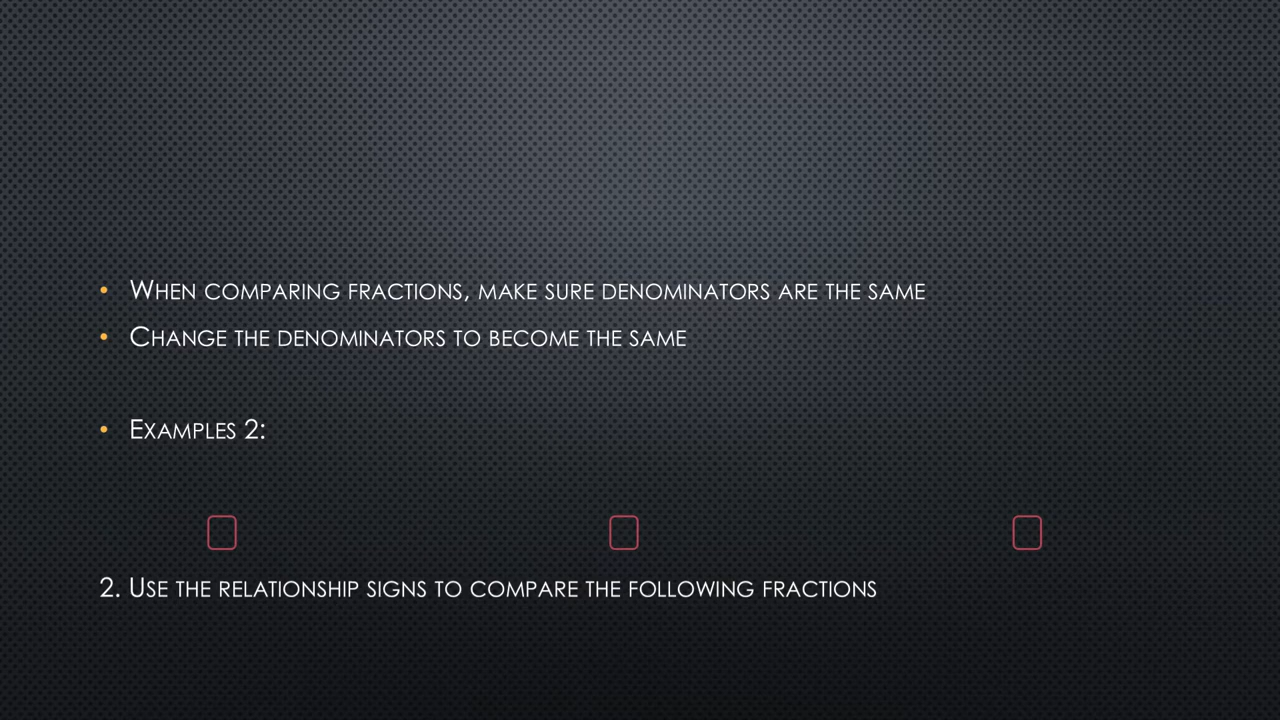 • When comparing fractions, make sure denominators are the same
• Change the denominators to become the same
• Examples 2:
2. Use the relationship signs to compare the following fractions